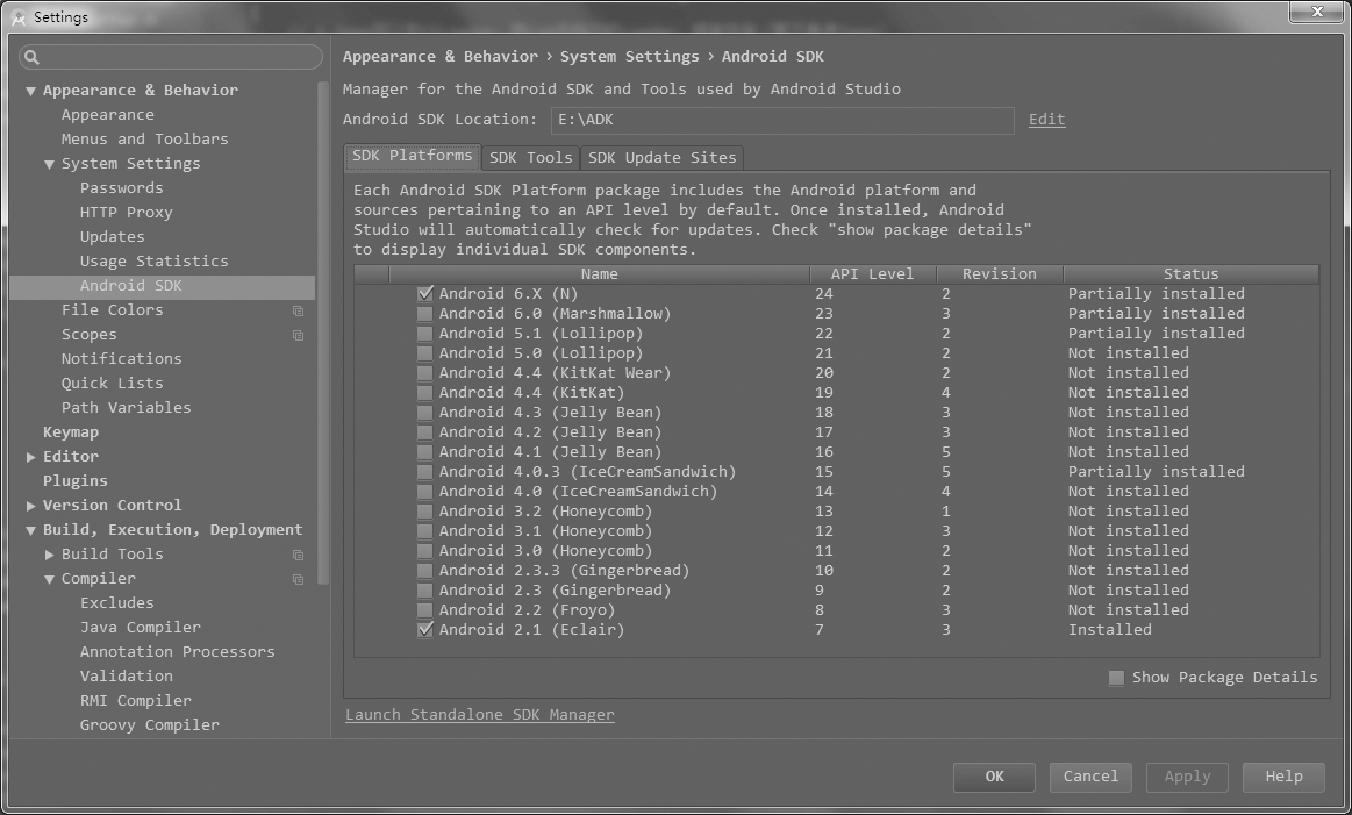 Settings
Appearance & Behavior
Appearance
Menus and Toolbars
System Settings
Passwords
HTTP Proxy
Updates
Usage Statistics
Android SDK
File Colors
Scopes
Notifications
Quick Lists
Path Variables
Keymap
Editor
Plugins
Version Control
Build, Execution, Deployment
Build Tools
Compiler
Excludes
Java Compiler
Annotation Processors
Validation
RMI Compiler
Groovy Compiler
Appearance & Behavior › System Settings › Android SDK
Manager for the Android SDK and Tools used by Android Studio
Android SDK Location: E:\ADK Edit
SDK Platforms SDK Tools SDK Update Sites
Each Android SDK Platform package includes the Android platform and
sources pertaining to an API level by default. Once installed, Android
Studio will automatically check for updates. Check "show package details"
to display individual SDK components.
Name API Level Revision Status
Android 6.X (N) 24 2 Partially installed
Android 6.0 (Marshmallow) 23 3 Partially installed
Android 5.1 (Lollipop) 22 2 Partially installed
Android 5.0 (Lollipop) 21 2 Not installed
Android 4.4 (KitKat Wear) 20 2 Not installed
Android 4.4 (KitKat) 19 4 Not installed
Android 4.3 (Jelly Bean) 18 3 Not installed
Android 4.2 (Jelly Bean) 17 3 Not installed
Android 4.1 (Jelly Bean) 16 5 Not installed
Android 4.0.3 (IceCreamSandwich) 15 5 Partially installed
Android 4.0 (IceCreamSandwich) 14 4 Not installed
Android 3.2 (Honeycomb) 13 1 Not installed
Android 3.1 (Honeycomb) 12 3 Not installed
Android 3.0 (Honeycomb) 11 2 Not installed
Android 2.3.3 (Gingerbread) 10 2 Not installed
Android 2.3 (Gingerbread) 9 2 Not installed
Android 2.2 (Froyo) 8 3 Not installed
Android 2.1 (Eclair) 7 3 Installed
Show Package Details
Launch Standalone SDK Manager
OK Cancel Apply Help